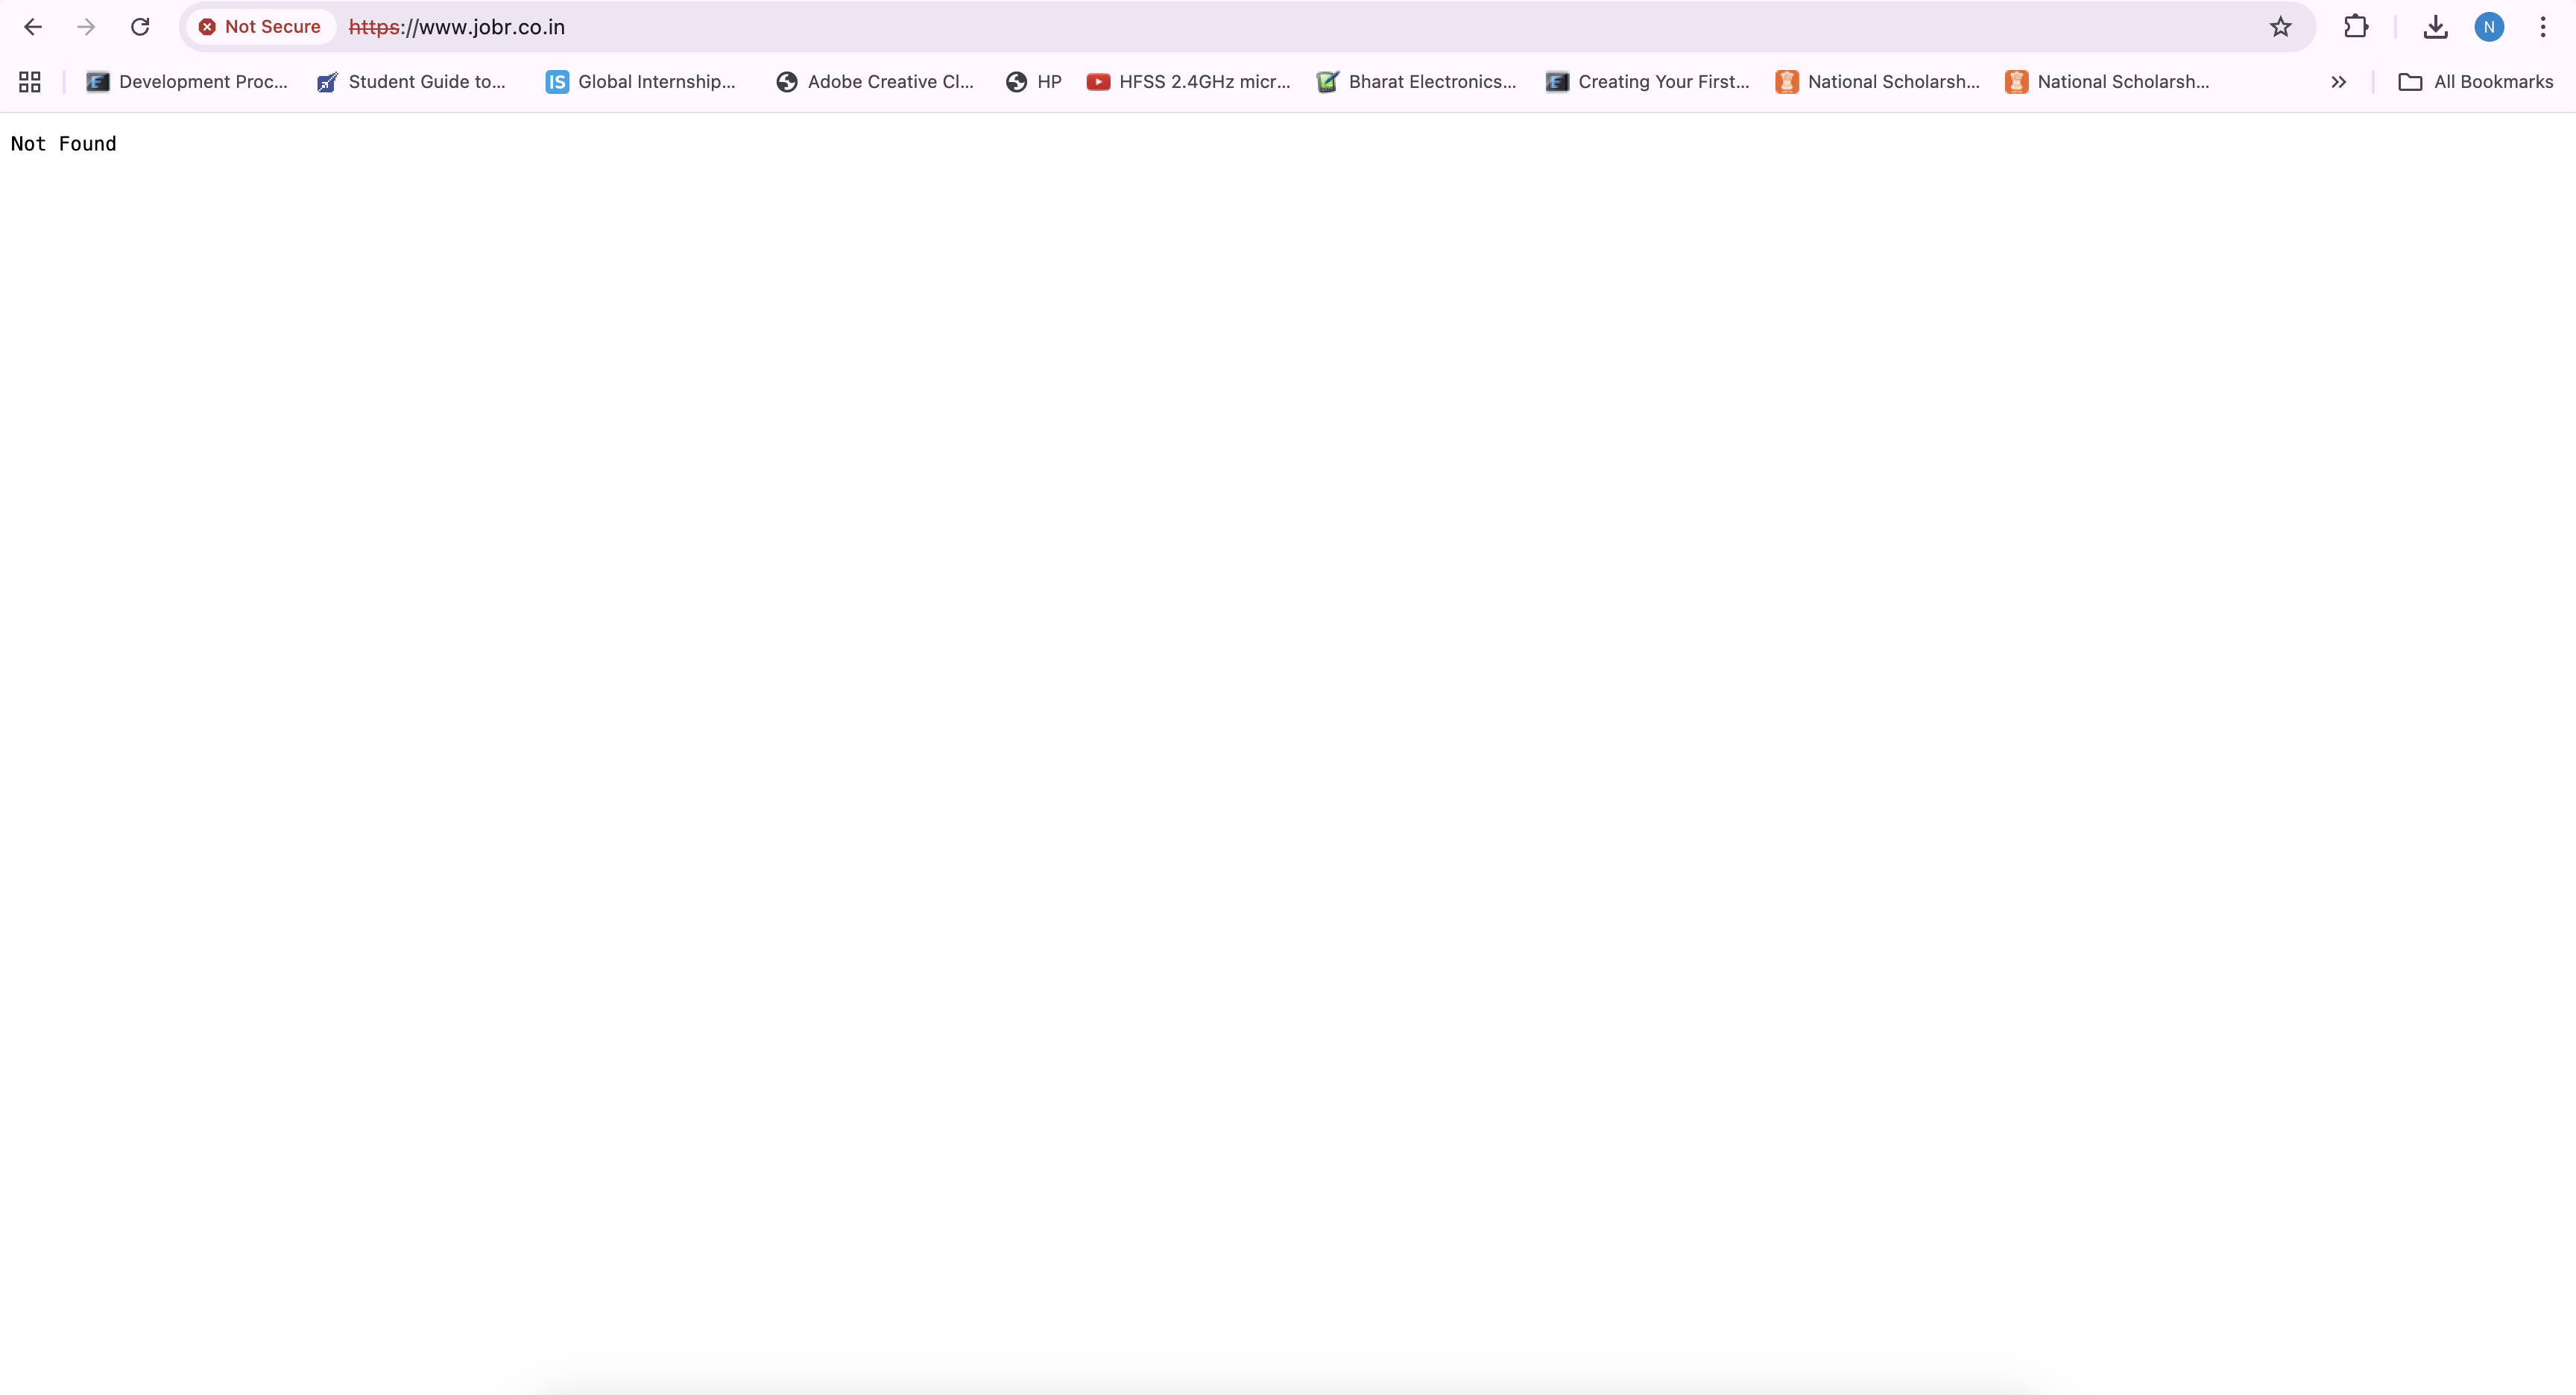 Not Secure https://www.jobr.co.in N
Development Proc... Student Guide to... IS Global Internship... Adobe Creative Cl... HP HFSS 2.4GHz micr... Bharat Electronics... Creating Your First... National Scholarsh... National Scholarsh... All Bookmarks
Not Found